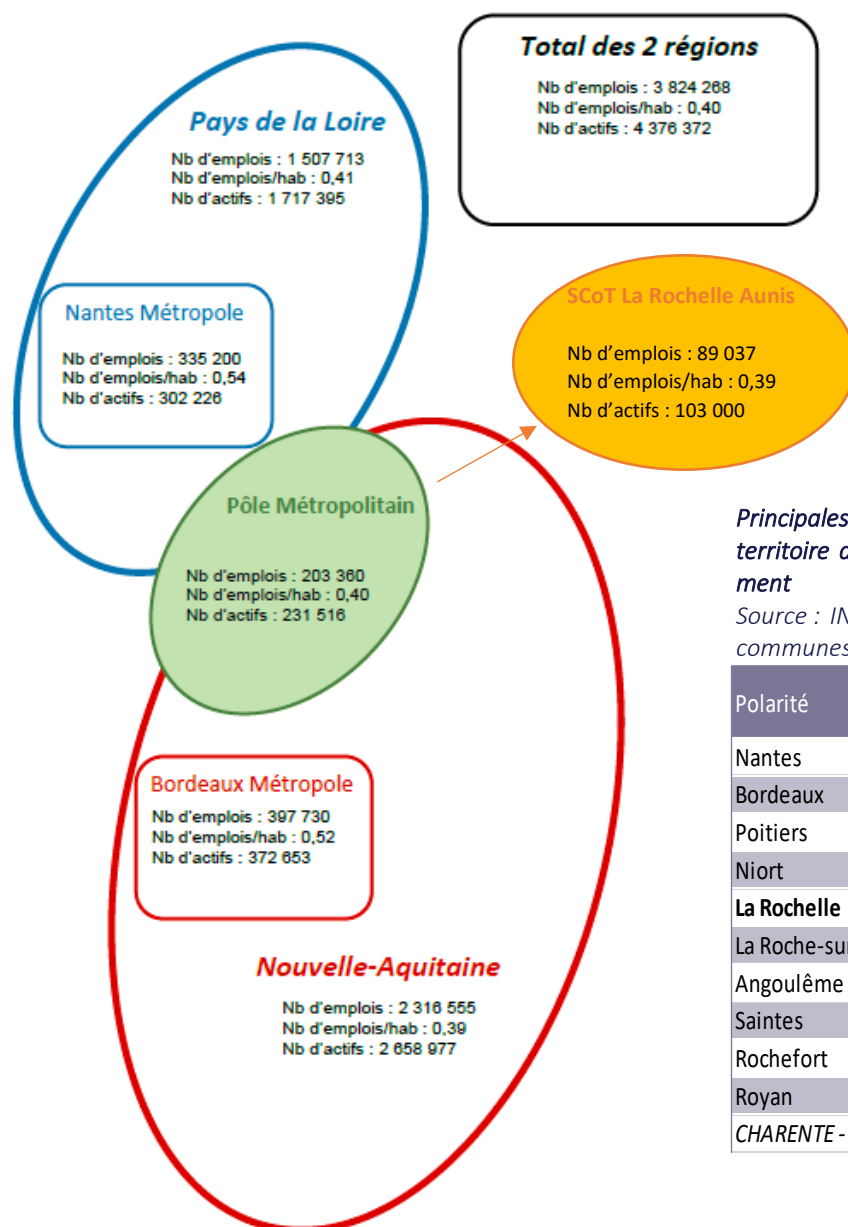 Total des 2 régions
Nb d'emplois : 3 824 268
Nb d'emplois/hab : 0,40
Nb d'actifs : 4 376 372
Pays de la Loire
Nb d'emplois : 1 507 713
Nb d'emplois/hab : 0,41
Nb d'actifs : 1 717 395
Nantes Métropole
Nb d'emplois : 335 200
Nb d'emplois/hab : 0,54
Nb d'actifs : 302 226
SCoT La Rochelle Aunis
Nb d'emplois : 89 037
Nb d'emplois/hab : 0,39
Nb d'actifs : 103 000
Pôle Métropolitain
Nb d'emplois : 203 360
Nb d'emplois/hab : 0,40
Nb d'actifs : 231 516
Bordeaux Métropole
Nb d'emplois : 397 730
Nb d'emplois/hab : 0,52
Nb d'actifs : 372 653
Nouvelle-Aquitaine
Nb d'emplois : 2 316 555
Nb d'emplois/hab : 0,39
Nb d'actifs : 2 658 977
Principales
territoire
ment
Source : IN
communes
Polarité
Nantes
Bordeaux
Poitiers
Niort
La Rochelle
La Roche-sur
Angoulême
Saintes
Rochefort
Royan
CHARENTE -